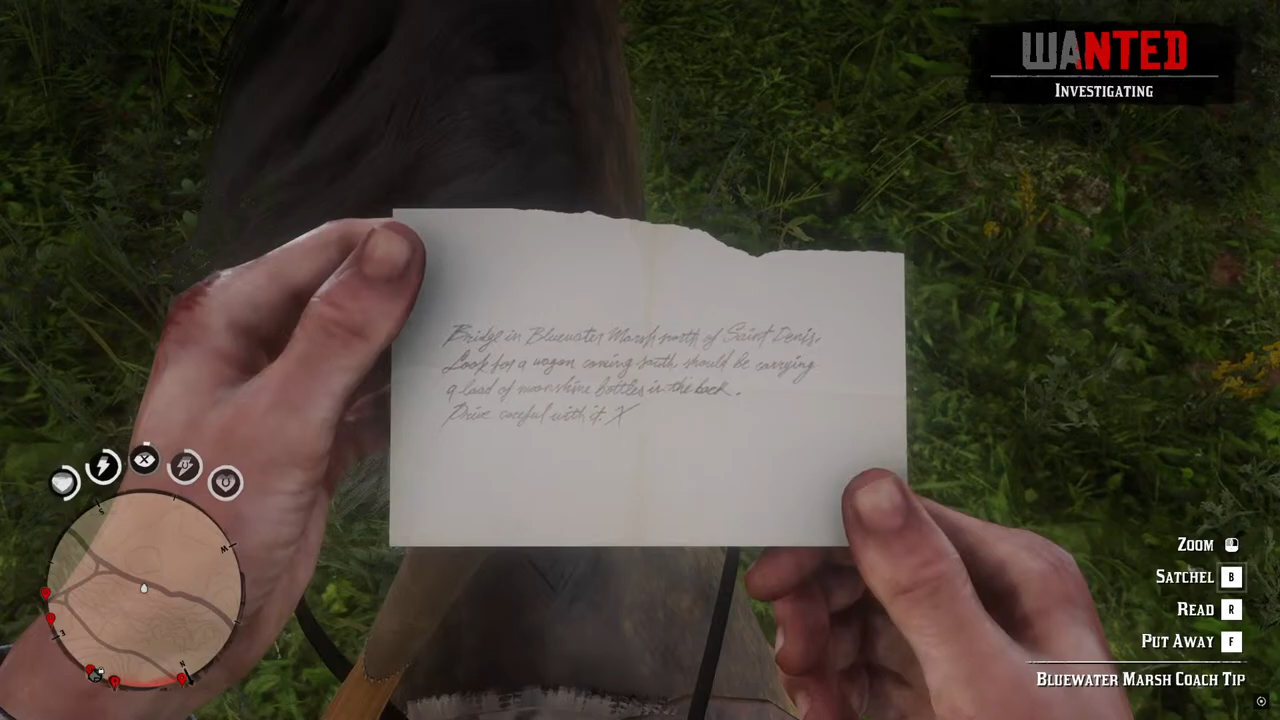 WANTED
INVESTIGATING
Bridge in Bluewater Marsh north of Saint Denis.
Look for a wagon coming south should be carrying
a load of moonshine bottles in the back.
Drive careful with it. X
ZOOM
SATCHEL B
READ R
PUT AWAY F
BLUEWATER MARSH COACH TIP
S
W
E
N